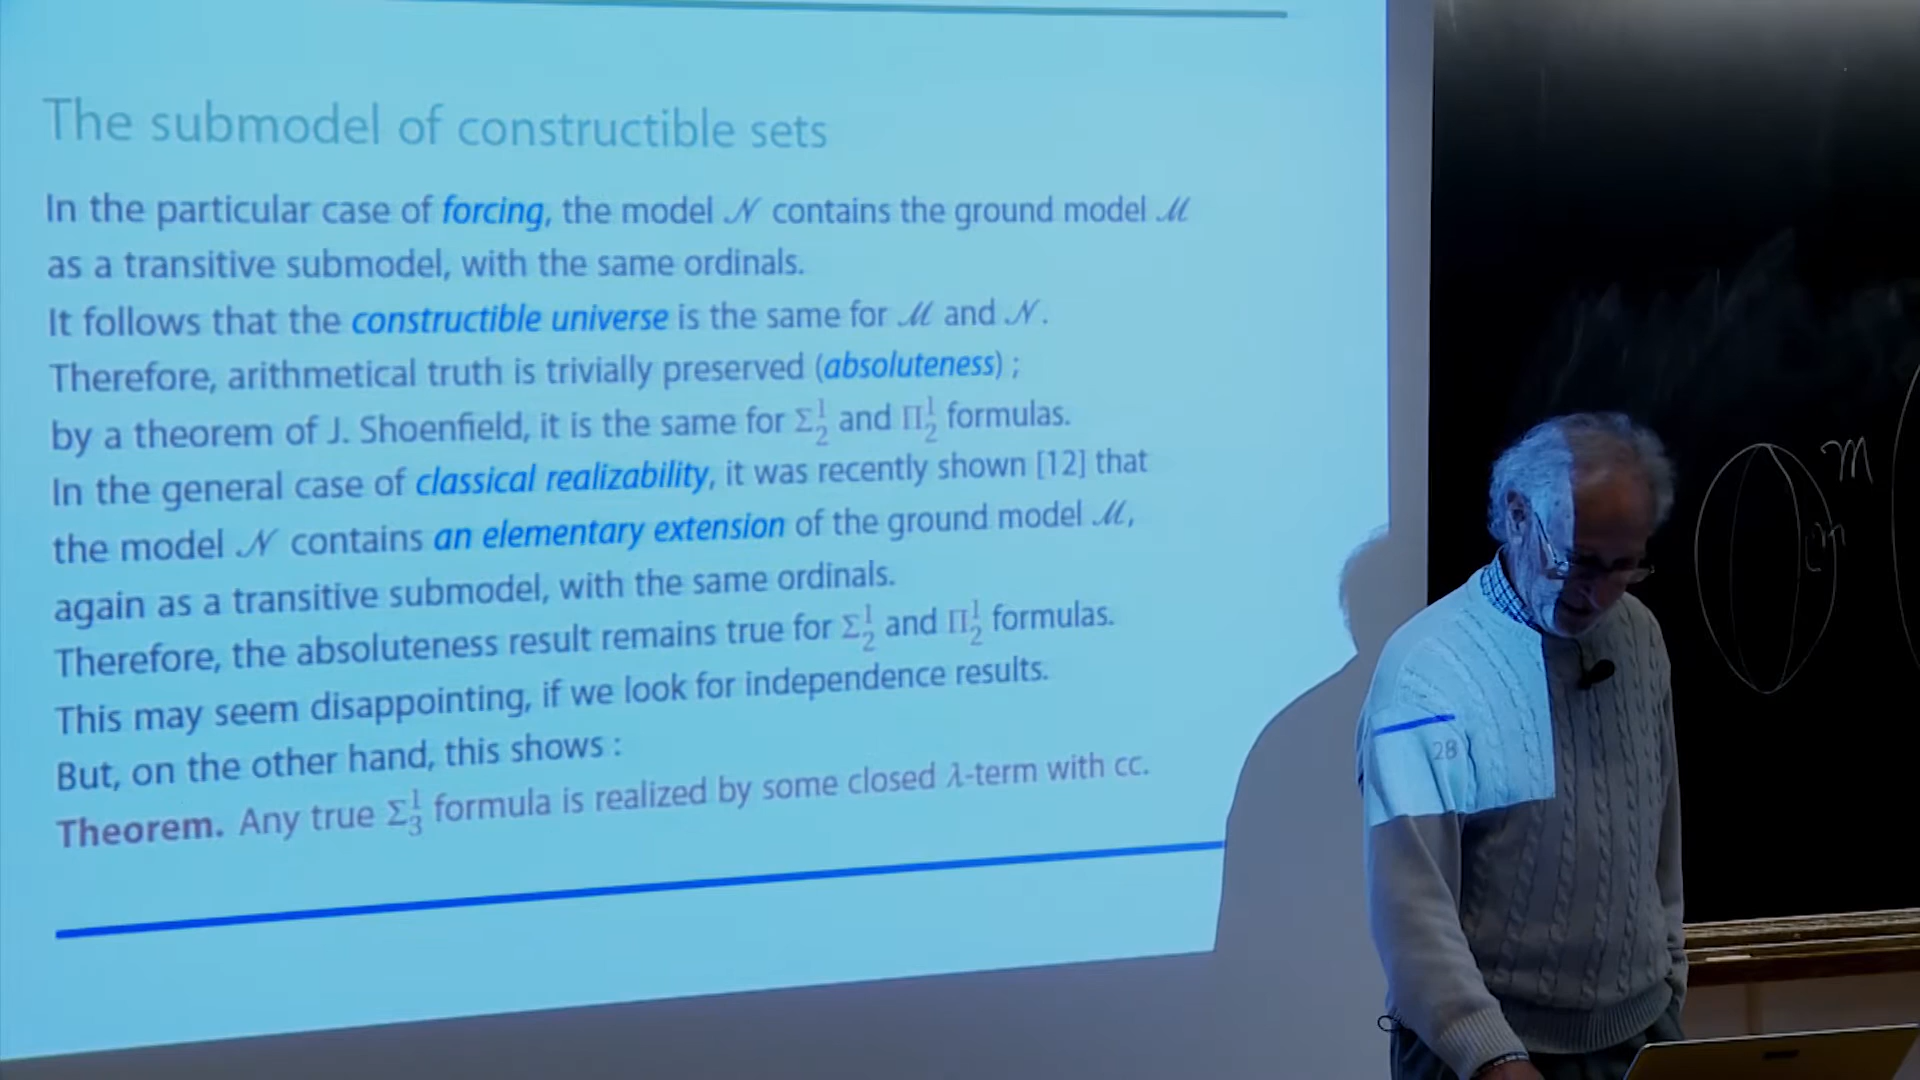 The submodel of constructible sets
In the particular case of forcing, the model 𝒩 contains the ground model ℳ
as a transitive submodel, with the same ordinals.
It follows that the constructible universe is the same for ℳ and 𝒩.
Therefore, arithmetical truth is trivially preserved (absoluteness) ;
by a theorem of J. Shoenfield, it is the same for Σ¹₂ and Π¹₂ formulas.
In the general case of classical realizability, it was recently shown [12] that
the model 𝒩 contains an elementary extension of the ground model ℳ,
again as a transitive submodel, with the same ordinals.
Therefore, the absoluteness result remains true for Σ¹₂ and Π¹₂ formulas.
This may seem disappointing, if we look for independence results.
But, on the other hand, this shows :
Theorem. Any true Σ¹₃ formula is realized by some closed λ-term with cc.
28
m